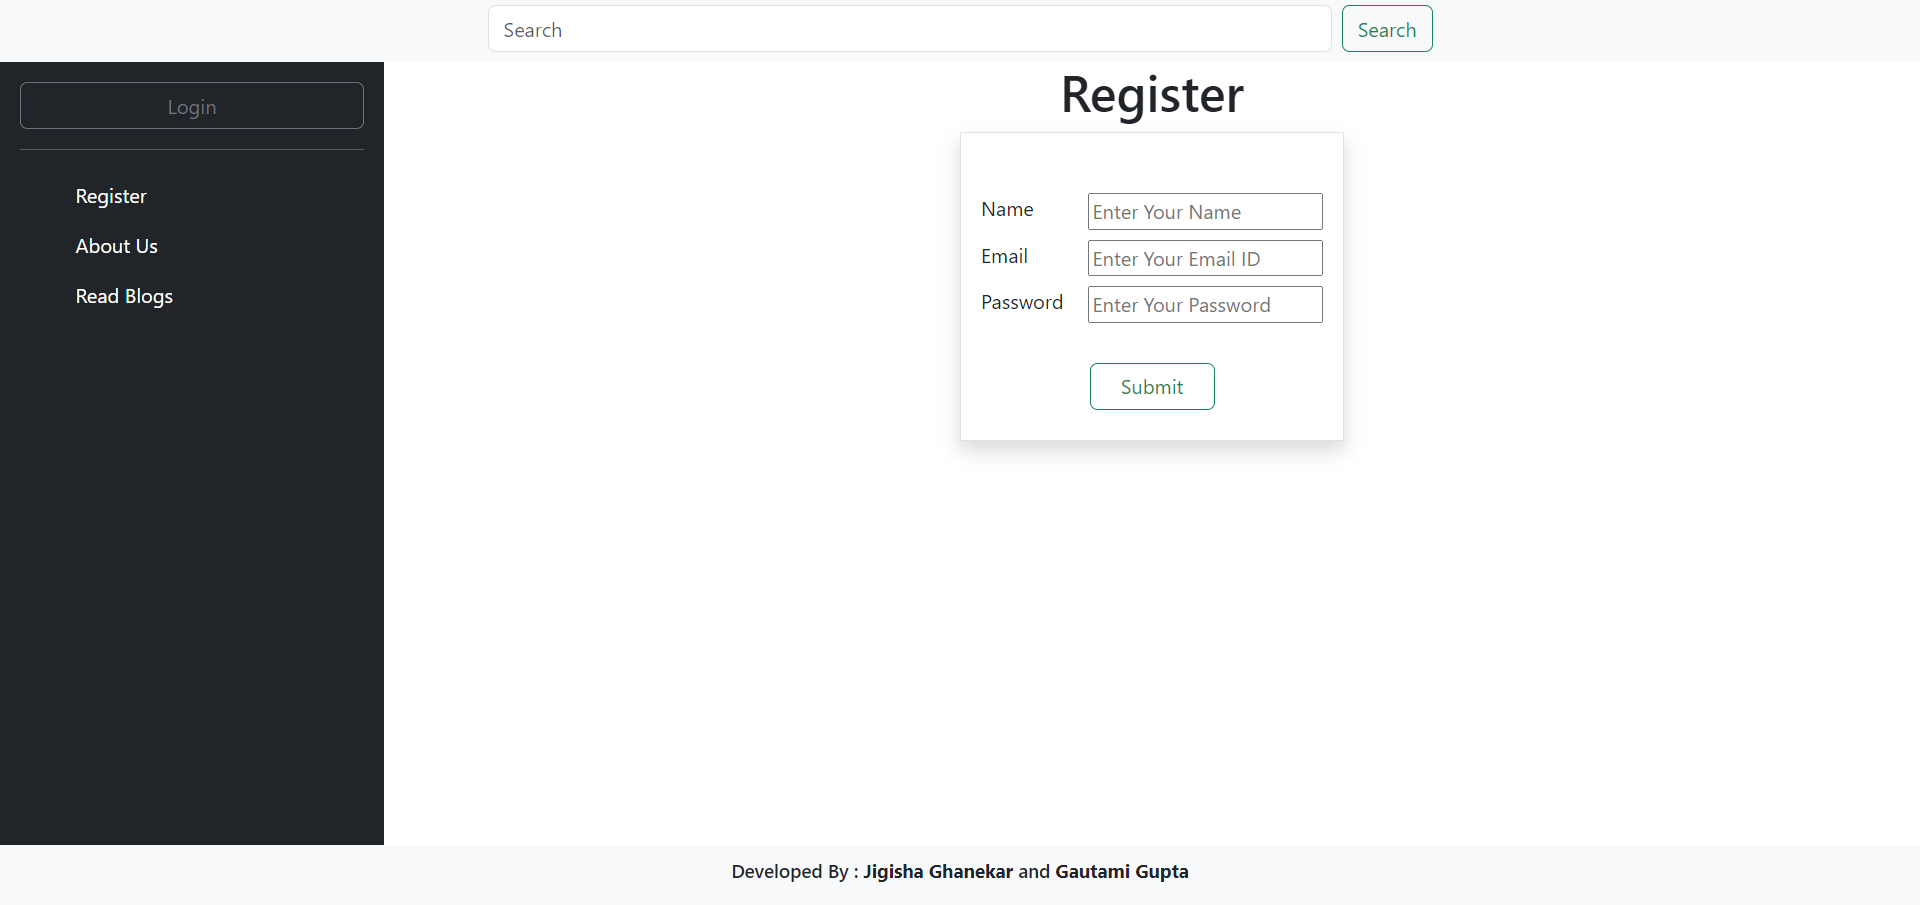 Search Search
Login
Register
About Us
Read Blogs
Register
Name Enter Your Name
Email Enter Your Email ID
Password Enter Your Password
Submit
Developed By : Jigisha Ghanekar and Gautami Gupta